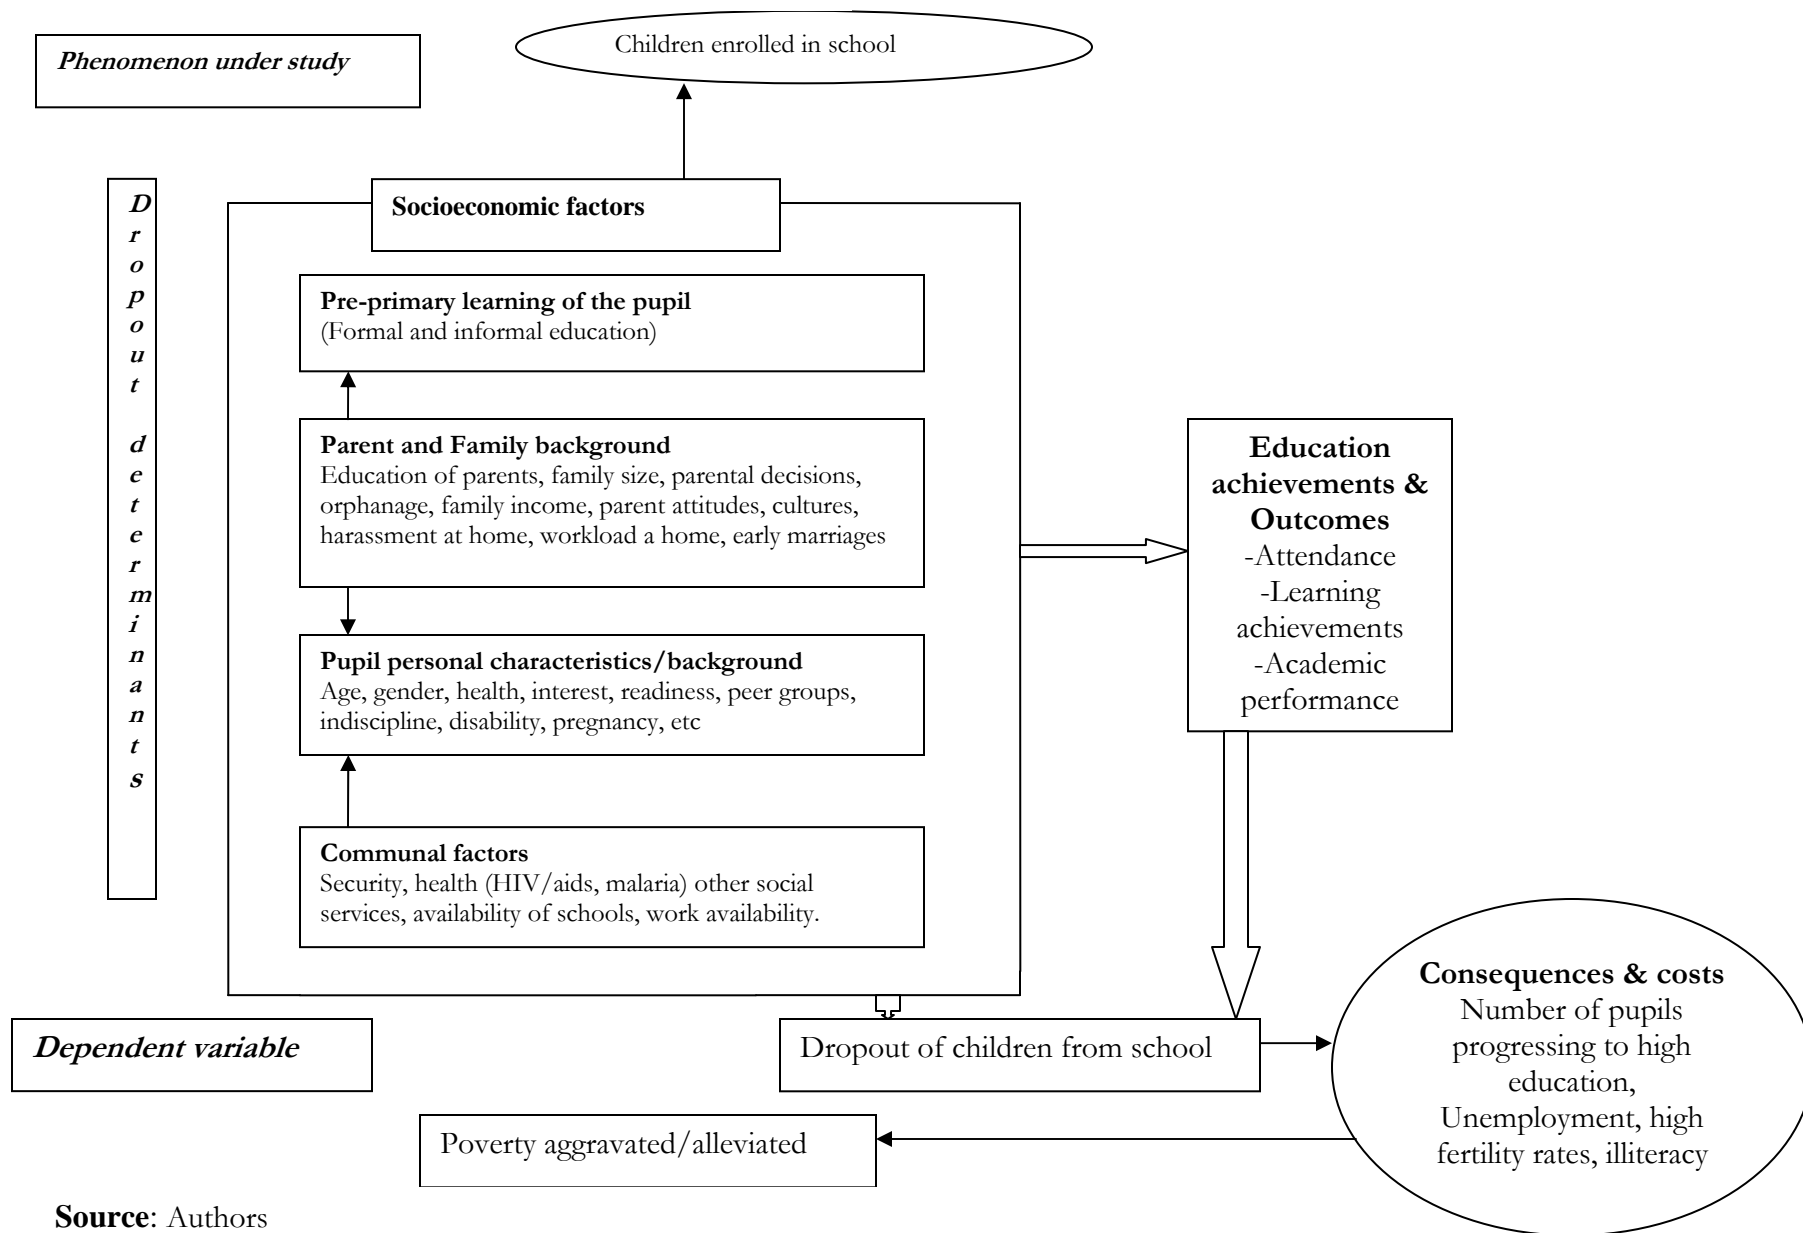 Phenomenon under study
Children enrolled in school
Dropout determinants
Socioeconomic factors
Pre-primary learning of the pupil
(Formal and informal education)
Parent and Family background
Education of parents, family size, parental decisions,
orphanage, family income, parent attitudes, cultures,
harassment at home, workload a home, early marriages
Pupil personal characteristics/background
Age, gender, health, interest, readiness, peer groups,
indiscipline, disability, pregnancy, etc
Communal factors
Security, health (HIV/aids, malaria) other social
services, availability of schools, work availability.
Education
achievements &
Outcomes
-Attendance
-Learning
achievements
-Academic
performance
Dependent variable
Dropout of children from school
Consequences & costs
Number of pupils
progressing to high
education,
Unemployment, high
fertility rates, illiteracy
Poverty aggravated/alleviated
Source: Authors